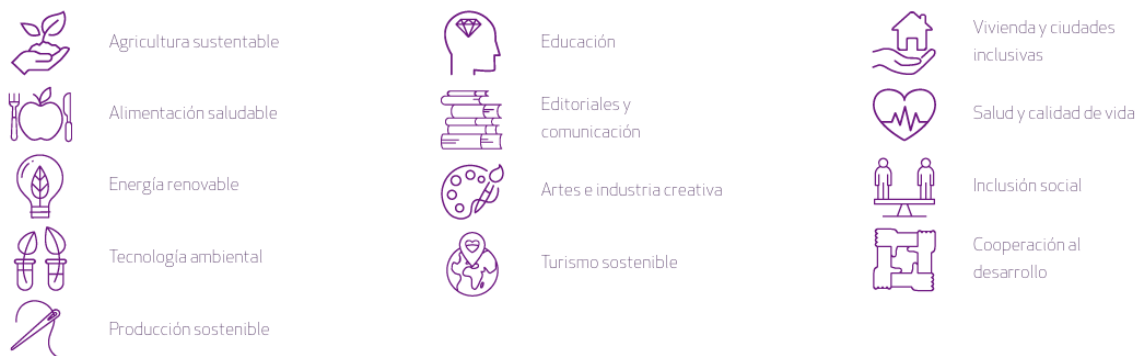 Agricultura sustentable
Alimentación saludable
Energía renovable
Tecnología ambiental
Producción sostenible
Educación
Editoriales y
comunicación
Artes e industria creativa
Turismo sostenible
Vivienda y ciudades
inclusivas
Salud y calidad de vida
Inclusión social
Cooperación al
desarrollo